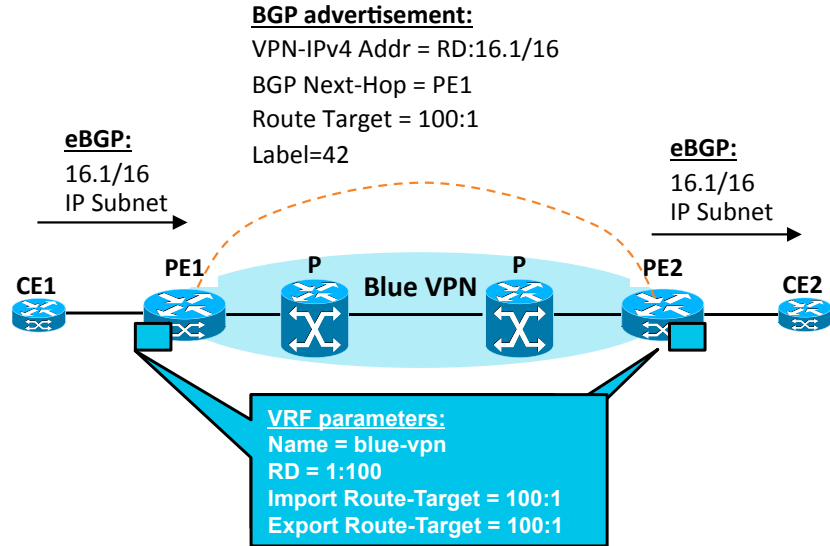 BGP advertisement:
VPN-IPv4 Addr = RD:16.1/16
BGP Next-Hop = PE1
Route Target = 100:1
Label=42
eBGP:
16.1/16
IP Subnet
eBGP:
16.1/16
IP Subnet
CE1
PE1
P
Blue VPN
P
PE2
CE2
VRF parameters:
Name = blue-vpn
RD = 1:100
Import Route-Target = 100:1
Export Route-Target = 100:1